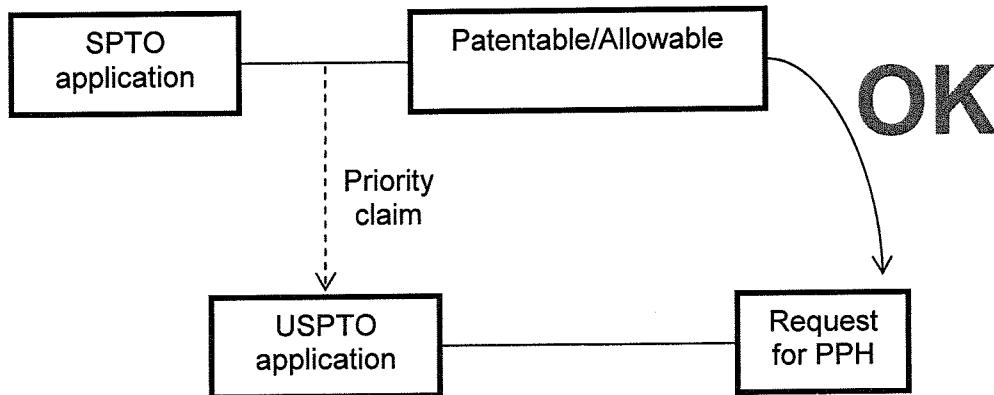 SPTO
application
Patentable/Allowable
OK
Priority
claim
USPTO
application
Request
for PPH